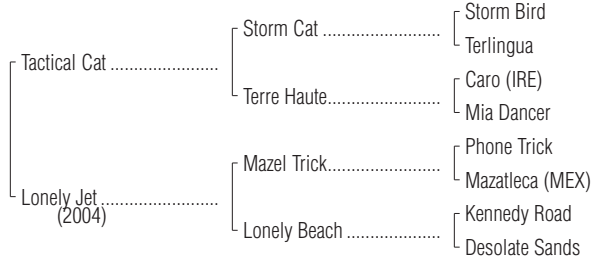 Storm Bird
Storm Cat ........................
Terlingua
Tactical Cat ......................
Caro (IRE)
Terre Haute.......................
Mia Dancer
Phone Trick
Mazel Trick.......................
Mazatleca (MEX)
Lonely Jet ........................
(2004)
Kennedy Road
Lonely Beach ...................
Desolate Sands